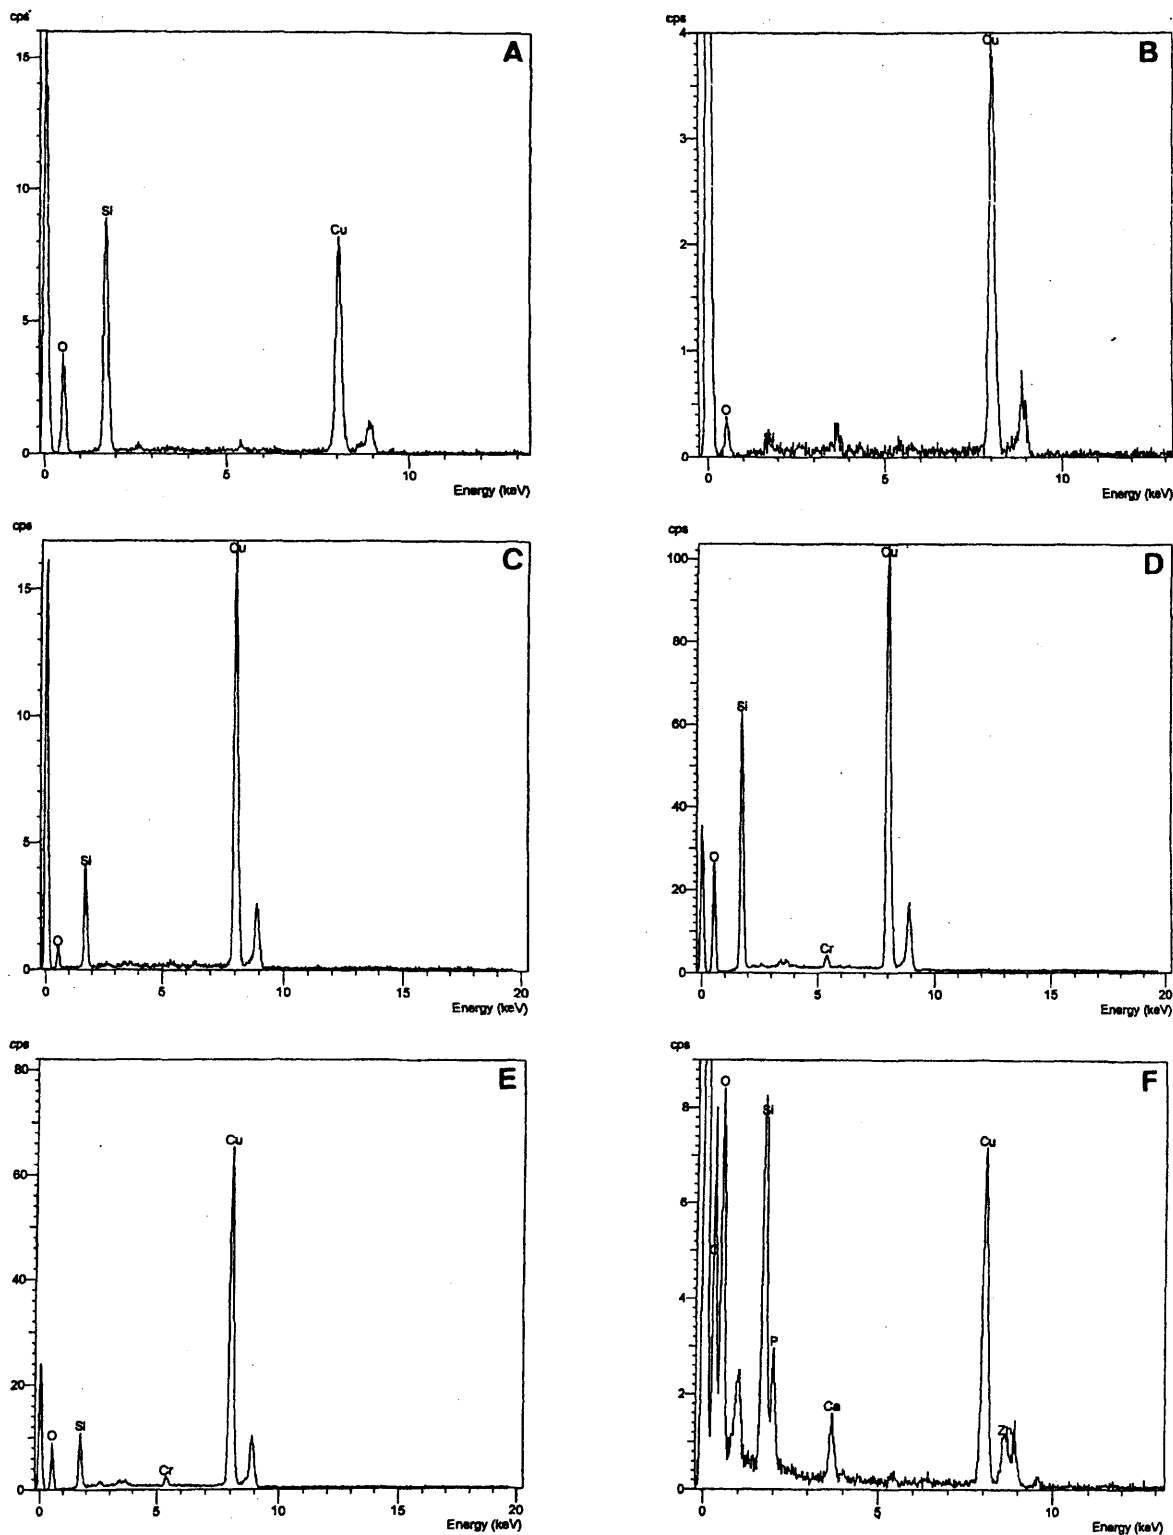 cps
A
15
10
5
0
Si
Cu
O
0 5 10
Energy (keV)
cps
B
4
3
2
1
0
Cu
O
0 10
Energy (keV)
cps
C
15
10
5
0
Cu
Si
O
0 5 10 15 20
Energy (keV)
cps
D
100
80
60
40
20
0
Cu
Si
O
Cr
0 5 10 15 20
Energy (keV)
cps
E
80
60
40
20
0
Cu
Si
O
Cr
0 5 10 15 20
Energy (keV)
cps
F
8
6
4
2
0
O
Si
Cu
C
P
Ca
Zn
0 5 10
Energy (keV)